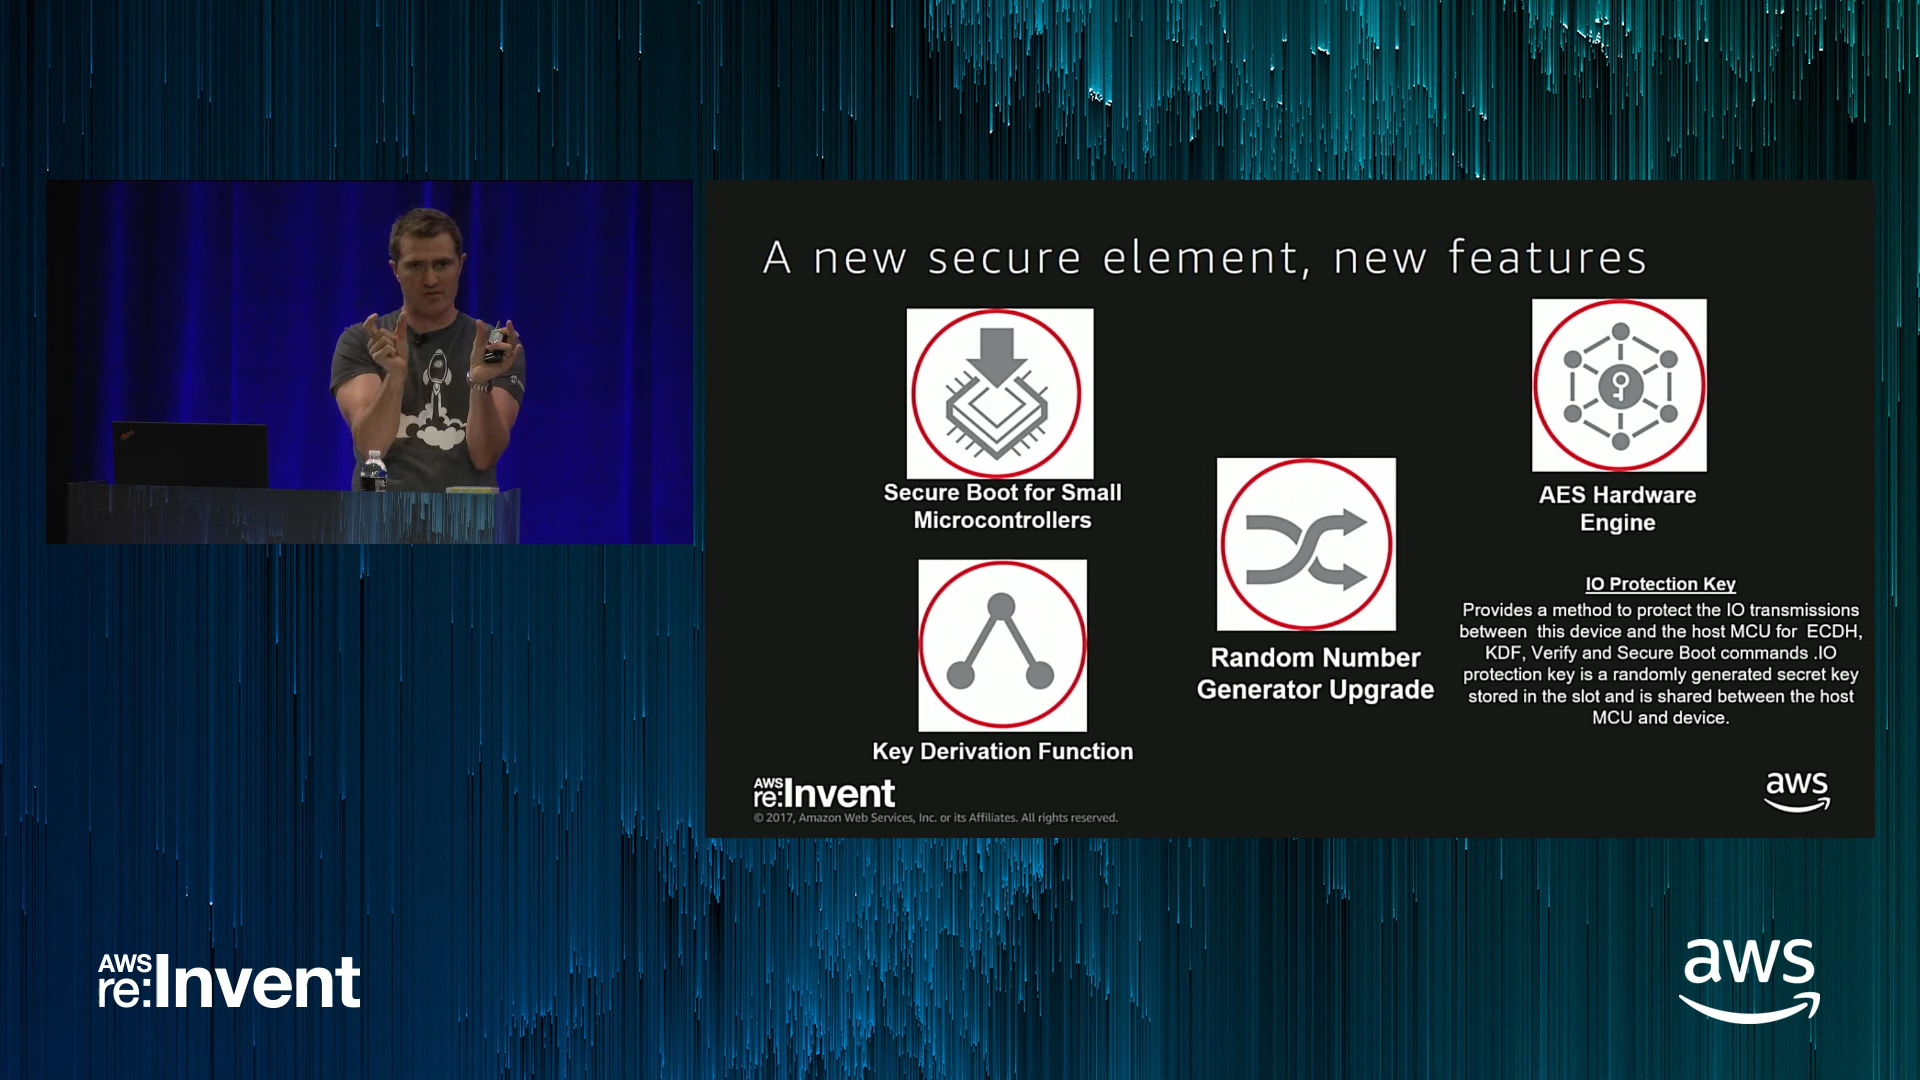 A new secure element, new features
Secure Boot for Small
Microcontrollers
AES Hardware
Engine
Random Number
Generator Upgrade
Key Derivation Function
IO Protection Key
Provides a method to protect the IO transmissions
between  this device and the host MCU for  ECDH,
KDF, Verify and Secure Boot commands .IO
protection key is a randomly generated secret key
stored in the slot and is shared between the host
MCU and device.
AWS
re:Invent
© 2017, Amazon Web Services, Inc. or its Affiliates. All rights reserved.
aws
AWS
re:Invent
aws